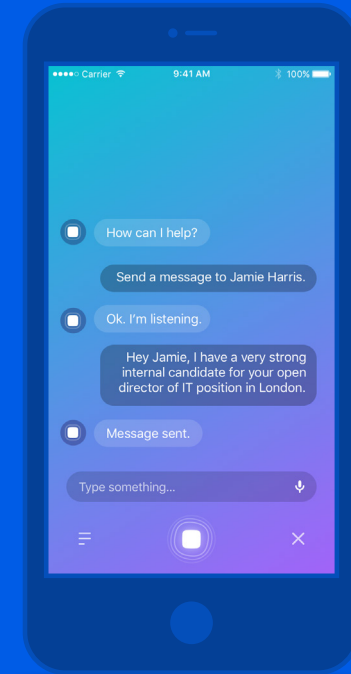 Carrier 9:41 AM 100%
How can I help?
Send a message to Jamie Harris.
Ok. I'm listening.
Hey Jamie, I have a very strong
internal candidate for your open
director of IT position in London.
Message sent.
Type something...